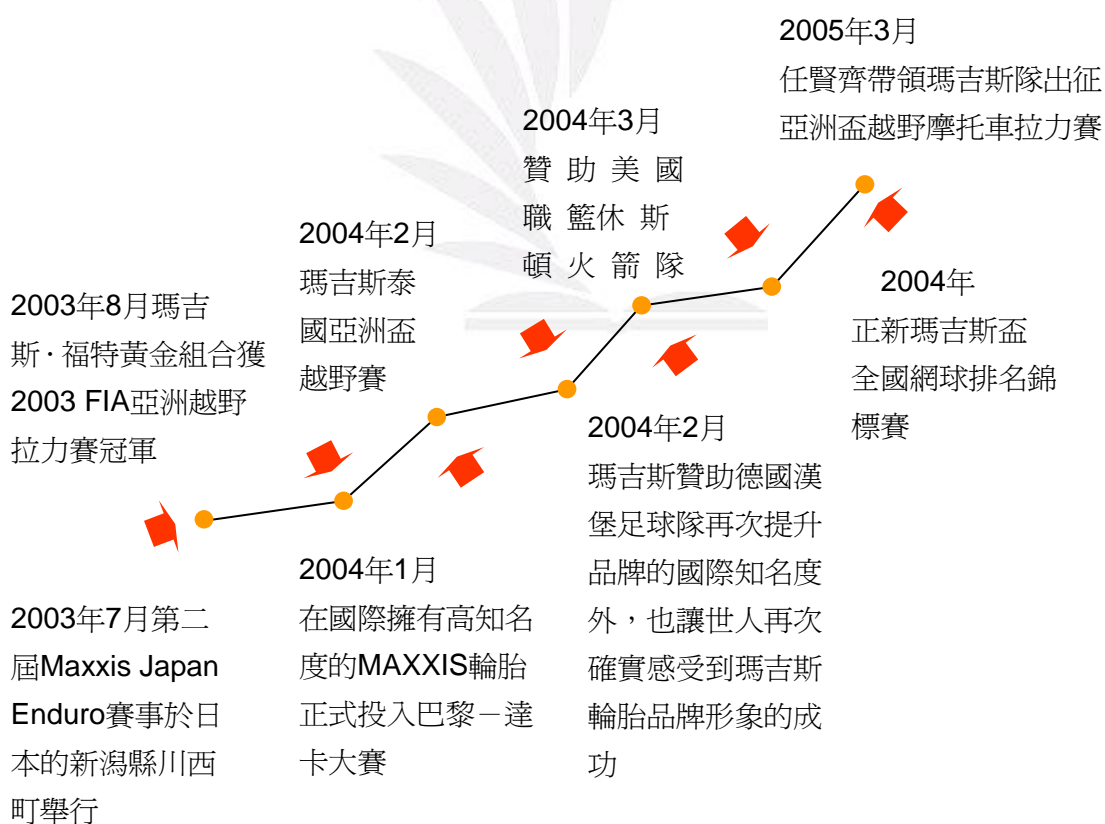 2003年7月第二
屆Maxxis Japan
Enduro賽事於日
本的新潟縣川西
町舉行
2003年8月瑪吉
斯·福特黃金組合獲
2003 FIA亞洲越野
拉力賽冠軍
2004年1月
在國際擁有高知名
度的MAXXIS輪胎
正式投入巴黎－達
卡大賽
2004年2月
瑪吉斯泰
國亞洲盃
越野賽
2004年2月
瑪吉斯贊助德國漢
堡足球隊再次提升
品牌的國際知名度
外，也讓世人再次
確實感受到瑪吉斯
輪胎品牌形象的成
功
2004年3月
贊 助 美 國
職 籃休 斯
頓 火 箭 隊
2004年
正新瑪吉斯盃
全國網球排名錦
標賽
2005年3月
任賢齊帶領瑪吉斯隊出征
亞洲盃越野摩托車拉力賽